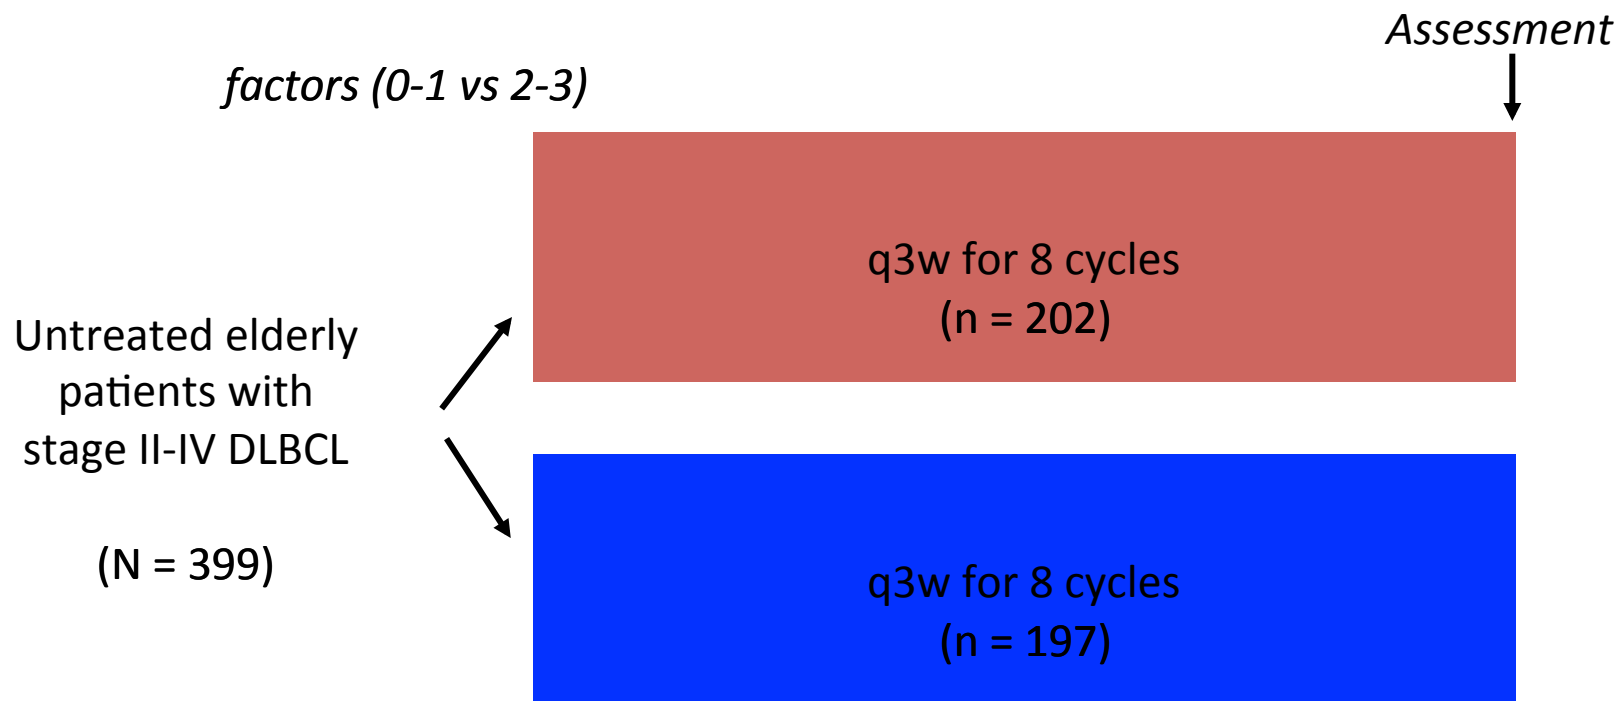 Assessment
factors (0-1 vs 2-3)
q3w for 8 cycles
(n = 202)
Untreated elderly
patients with
stage II-IV DLBCL
(N = 399)
q3w for 8 cycles
(n = 197)